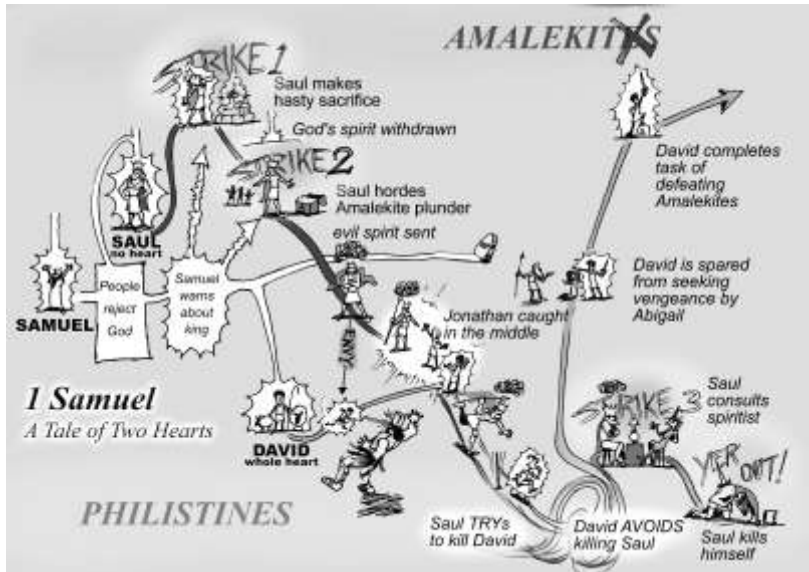 AMALEKITES
STRIKE 1
Saul makes
hasty sacrifice
God's spirit withdrawn
STRIKE 2
Saul hordes
Amalekite plunder
evil spirit sent
SAUL
no heart
SAMUEL
People
reject
God
Samuel
warns
about
king
ENVY
Jonathan caught
in the middle
David completes
task of
defeating
Amalekites
David is spared
from seeking
vengeance by
Abigail
1 Samuel
A Tale of Two Hearts
DAVID
whole heart
STRIKE 3
Saul
consults
spiritist
YER OUT!
PHILISTINES
Saul TRYs
to kill David
David AVOIDS
killing Saul
Saul kills
himself